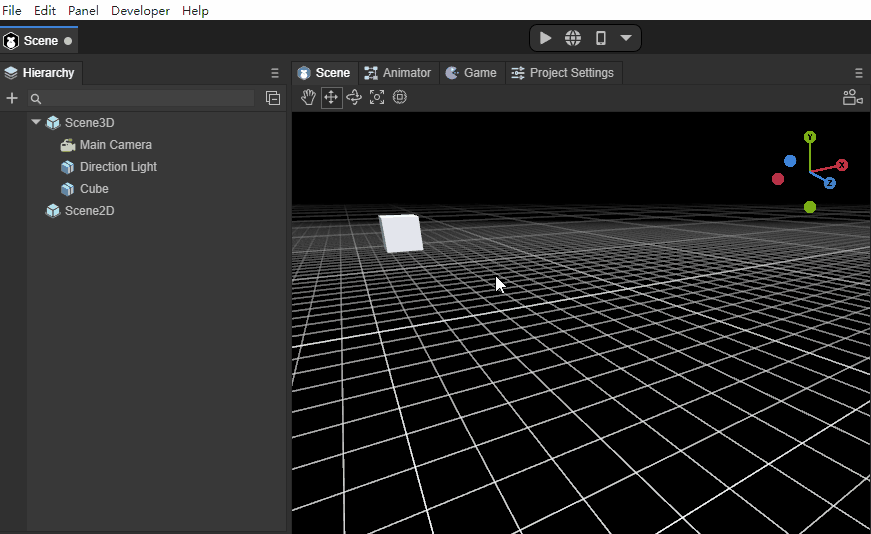 File Edit Panel Developer Help
Scene
Hierarchy
Scene Animator Game Project Settings
Scene3D
Main Camera
Direction Light
Cube
Scene2D
Y
X
Z